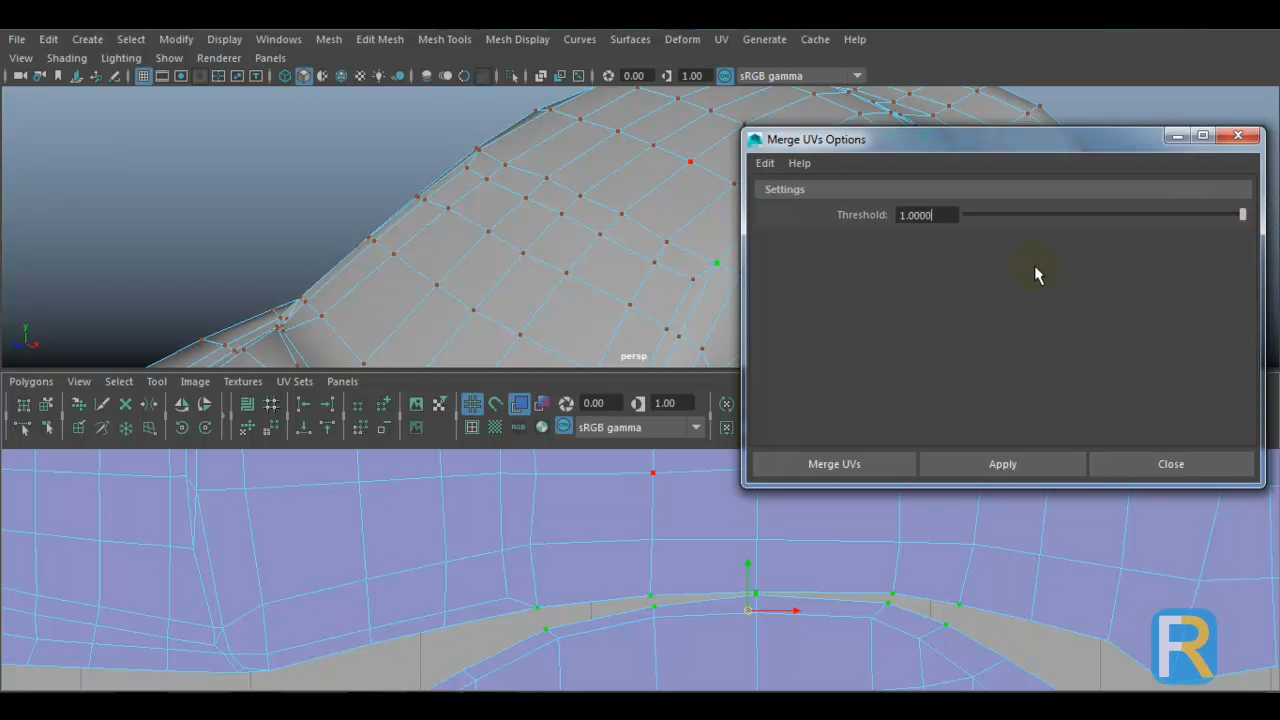 File Edit Create Select Modify Display Windows Mesh Edit Mesh Mesh Tools Mesh Display Curves Surfaces Deform UV Generate Cache Help
View Shading Lighting Show Renderer Panels
0.00 1.00 ON sRGB gamma
Merge UVs Options
Edit Help
Settings
Threshold: 1.0000
Merge UVs Apply Close
y
x
persp
Polygons View Select Tool Image Textures UV Sets Panels
0.00 1.00
RGB ON sRGB gamma
R